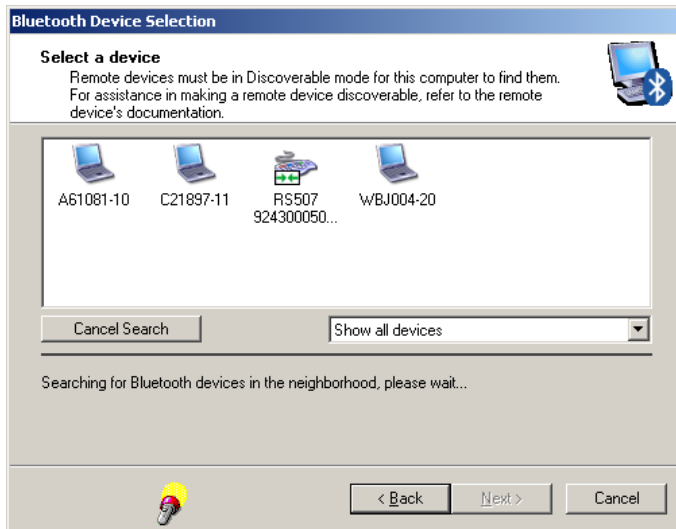 Bluetooth Device Selection
Select a device
Remote devices must be in Discoverable mode for this computer to find them.
For assistance in making a remote device discoverable, refer to the remote
device's documentation.
A61081-10 C21897-11 RS507 WBJ004-20
924300050...
Cancel Search Show all devices
Searching for Bluetooth devices in the neighborhood, please wait...
< Back Next > Cancel